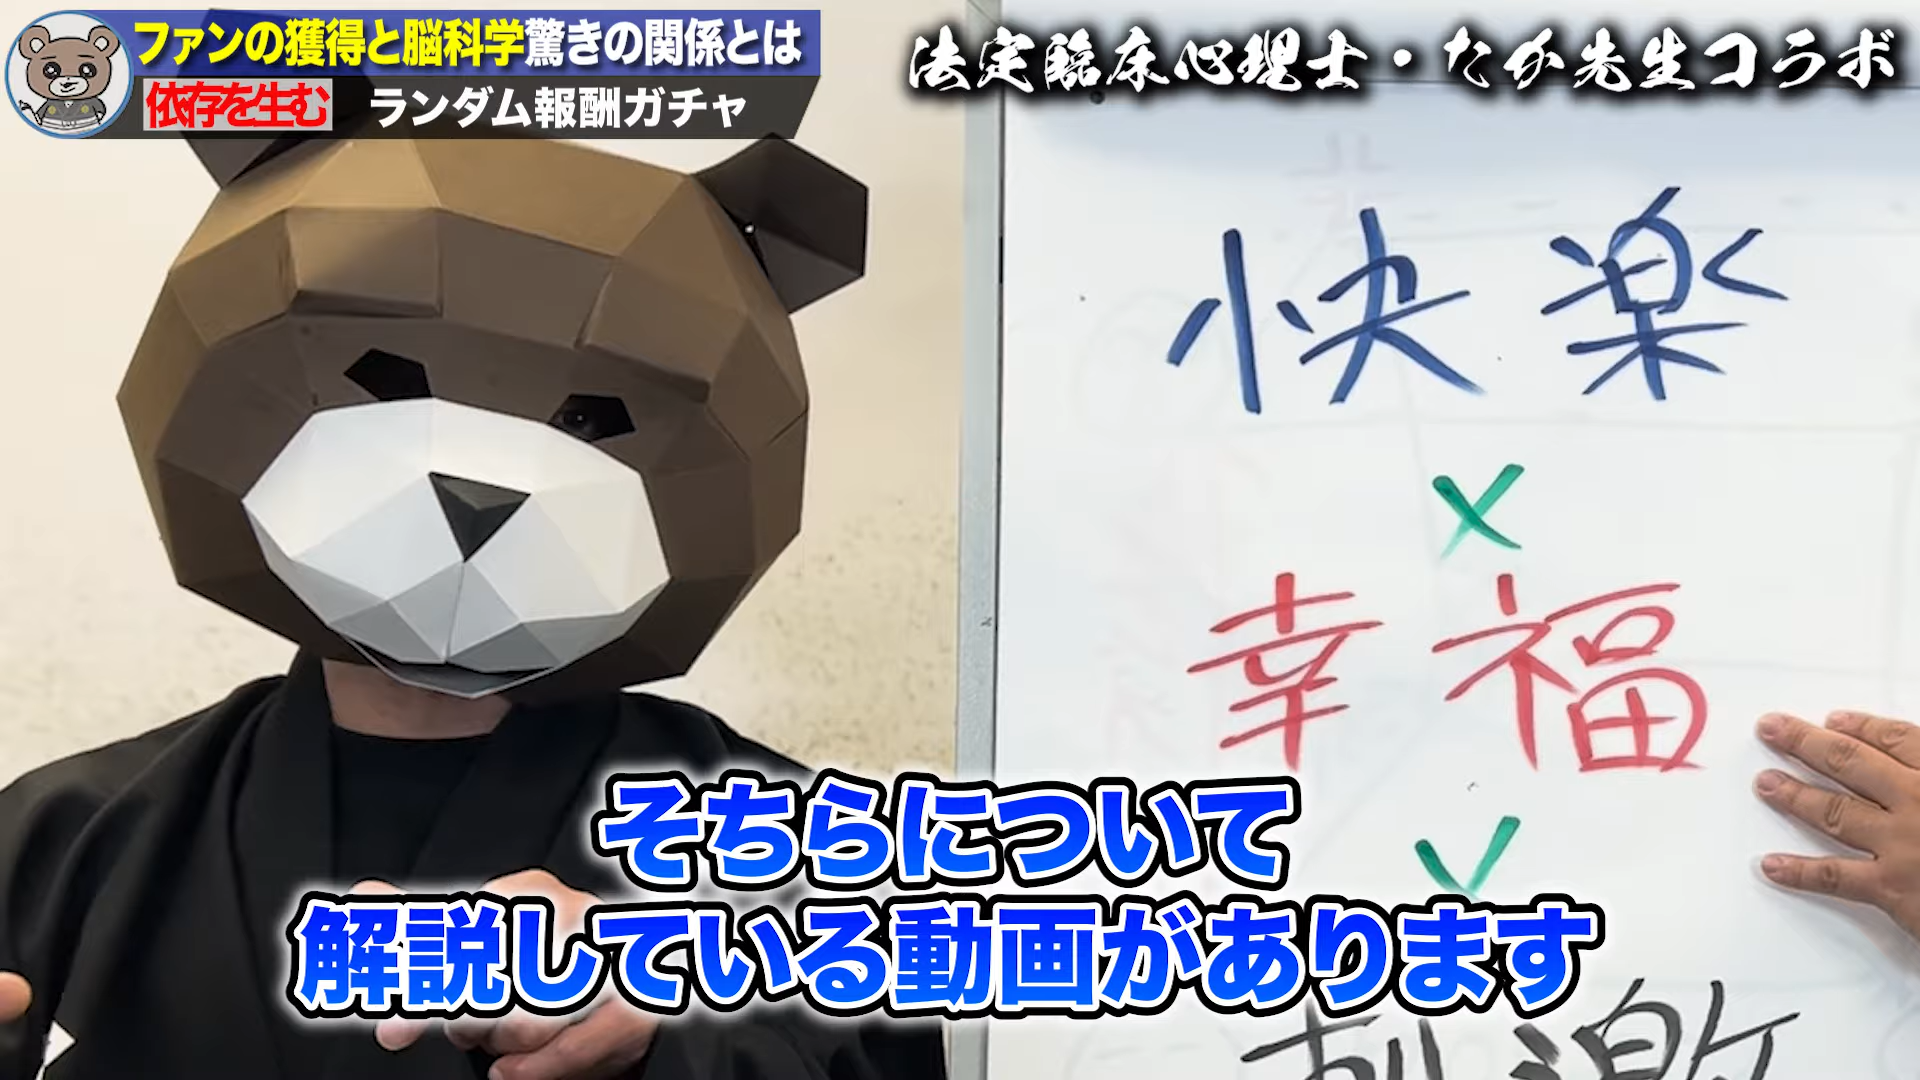 ファンの獲得と脳科学驚きの関係とは
依存を生む ランダム報酬ガチャ
法定臨床心理士・たか先生コラボ
快楽
×
幸福
×
刺激
そちらについて
解説している動画があります